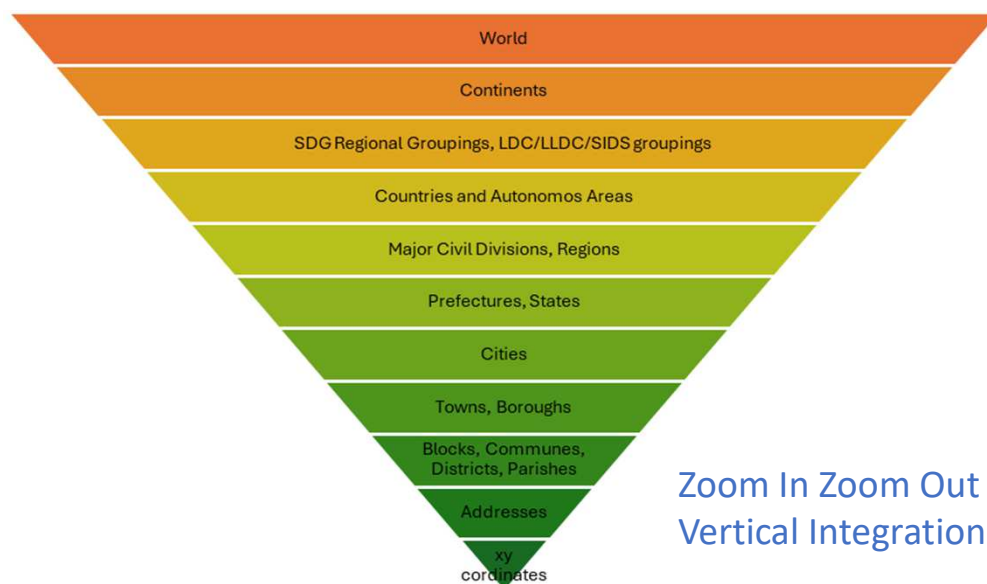 World
Continents
SDG Regional Groupings, LDC/LLDC/SIDS groupings
Countries and Autonomos Areas
Major Civil Divisions, Regions
Prefectures, States
Cities
Towns, Boroughs
Blocks, Communes,
Districts, Parishes
Addresses
xy
cordinates
Zoom In Zoom Out
Vertical Integration